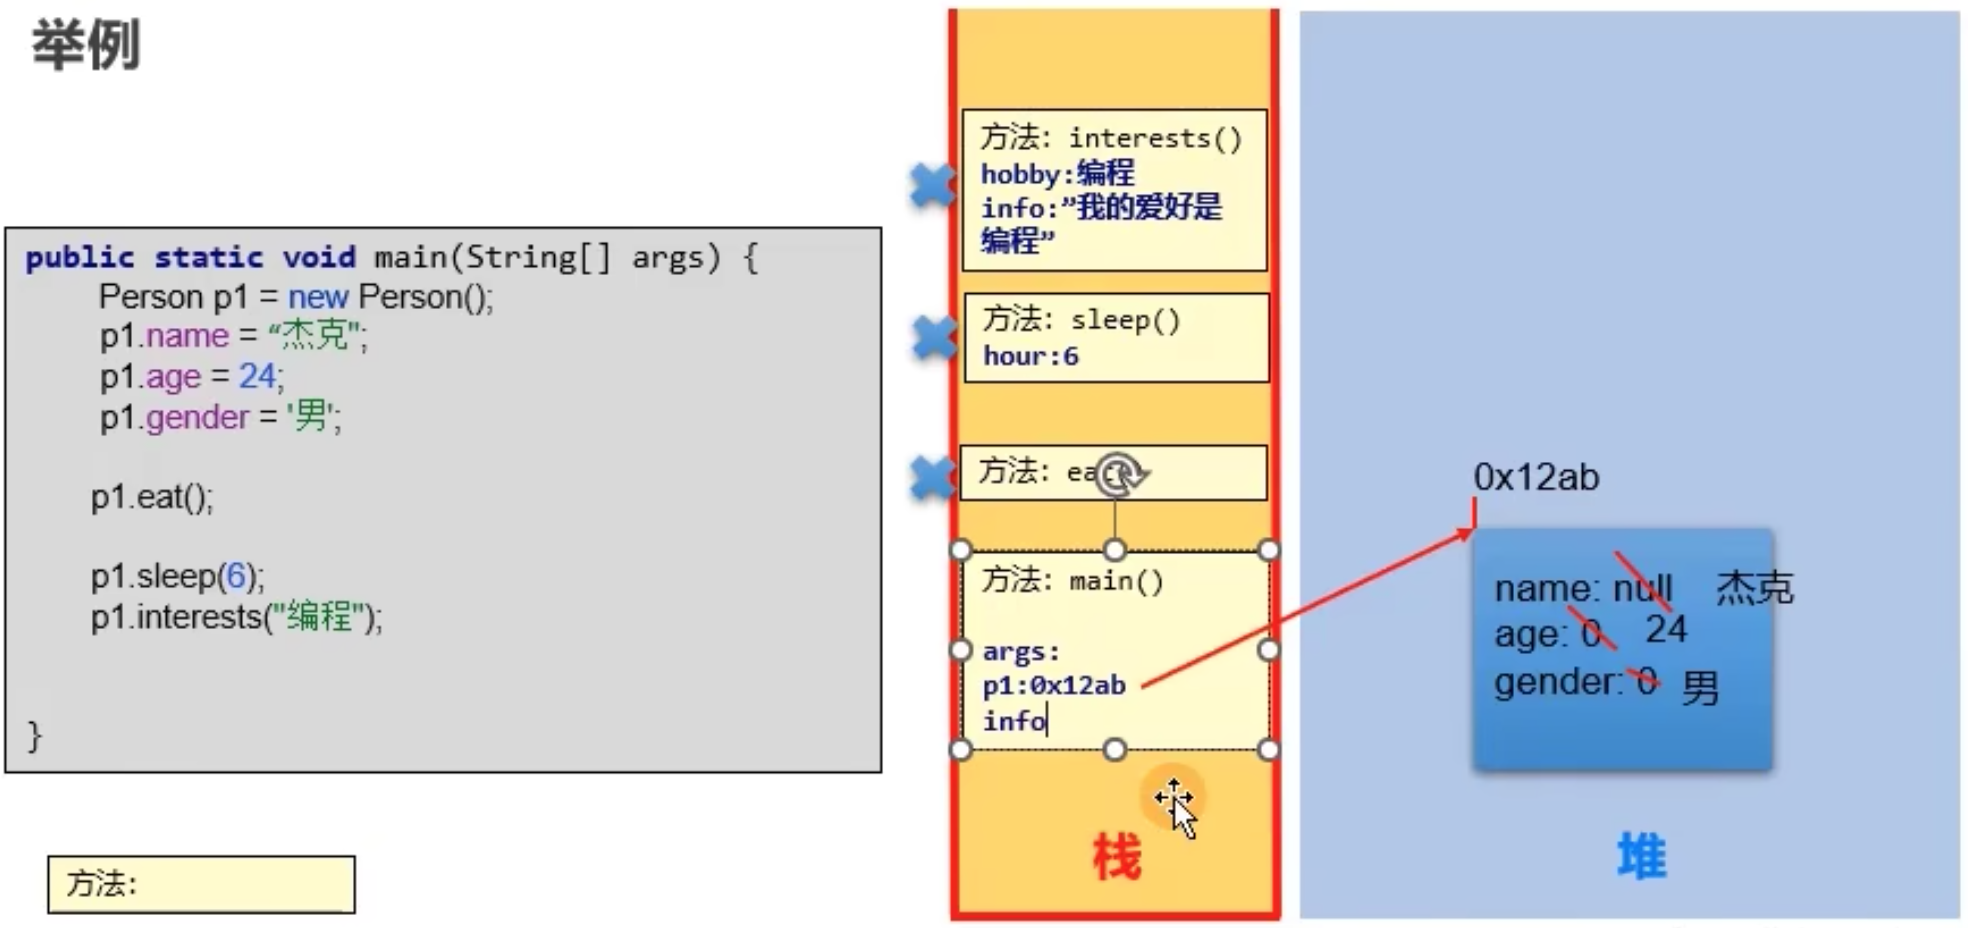 举例
public static void main(String[] args) {
Person p1 = new Person();
p1.name = “杰克";
p1.age = 24;
p1.gender = '男';
p1.eat();
p1.sleep(6);
p1.interests("编程");
}
方法:
方法: interests()
hobby:编程
info:”我的爱好是
编程”
方法: sleep()
hour:6
方法:
方法: main()
args:
p1:0x12ab
info
栈
0x12ab
name: null 杰克
age: 0 24
gender: 0 男
堆